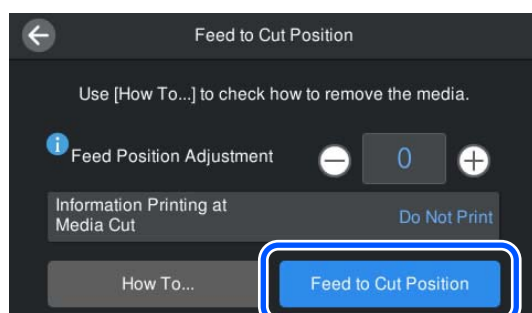 Feed to Cut Position
Use [How To...] to check how to remove the media.
i
Feed Position Adjustment
0
Information Printing at
Media Cut
Do Not Print
How To...
Feed to Cut Position